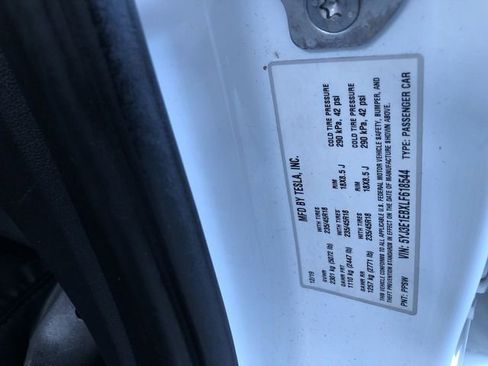 MFD BY TESLA, INC.
12/19
GVWR WITH TIRES RIM COLD TIRE PRESSURE
2301 kg (5072 lb) 235/45R18 18X8.5 J 290 kPa, 42 psi
GAWR FRT WITH TIRES RIM COLD TIRE PRESSURE
1110 kg (2447 lb) 235/45R18 18X8.5 J 290 kPa, 42 psi
GAWR RR WITH TIRES
1257 kg (2771 lb) 235/45R18
THIS VEHICLE CONFORMS TO ALL APPLICABLE U.S. FEDERAL MOTOR VEHICLE SAFETY, BUMPER, AND
THEFT PREVENTION STANDARDS IN EFFECT ON THE DATE OF MANUFACTURE SHOWN ABOVE.
VIN: 5YJ3E1EBXLF618544 TYPE: PASSENGER CAR
PNT: PPSW